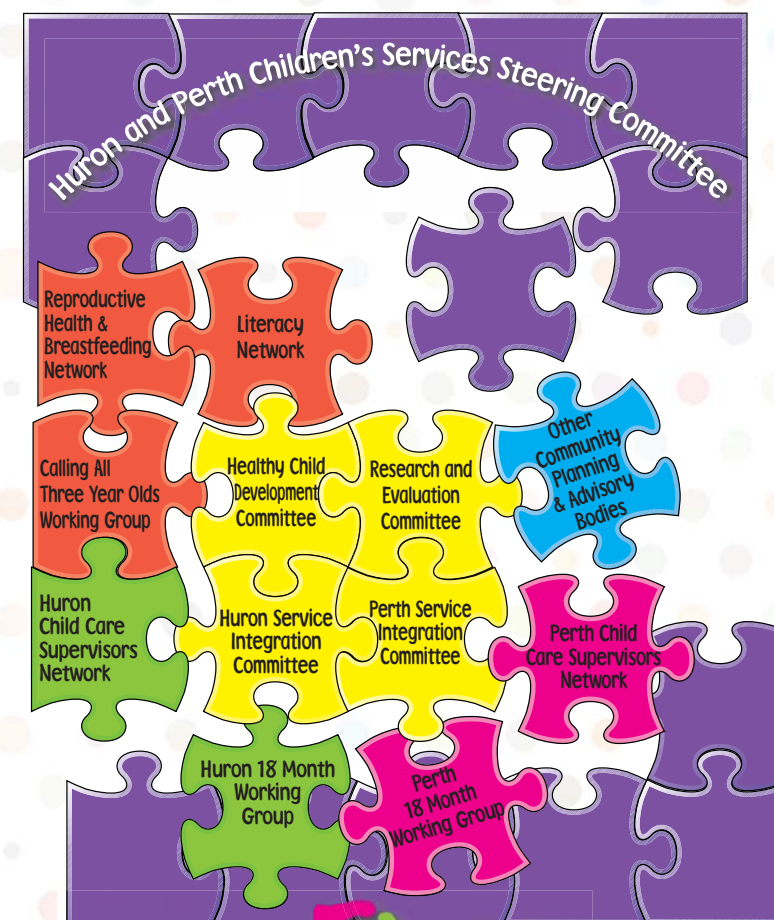 Huron and Perth Children's Services Steering Committee
Reproductive
Health &
Breastfeeding
Network
Literacy
Network
Calling All
Three Year Olds
Working Group
Healthy Child
Development
Committee
Research and
Evaluation
Committee
Other
Community
Planning
& Advisory
Bodies
Huron
Child Care
Supervisors
Network
Huron Service
Integration
Committee
Perth Service
Integration
Committee
Perth Child
Care Supervisors
Network
Huron 18 Month
Working
Group
Perth
18 Month
Working Group